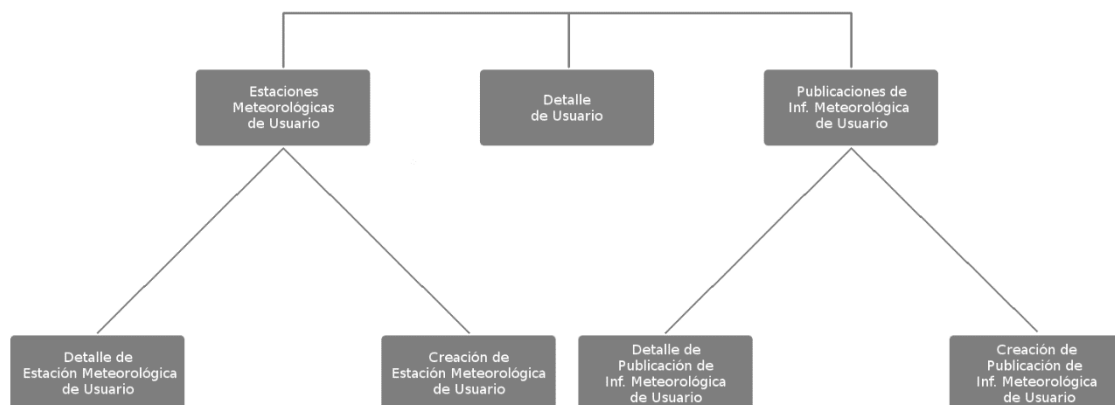 Estaciones
Meteorológicas
de Usuario
Detalle
de Usuario
Publicaciones de
Inf. Meteorológica
de Usuario
Detalle de
Estación Meteorológica
de Usuario
Creación de
Estación Meteorológica
de Usuario
Detalle de
Publicación de
Inf. Meteorológica
de Usuario
Creación de
Publicación de
Inf. Meteorológica
de Usuario